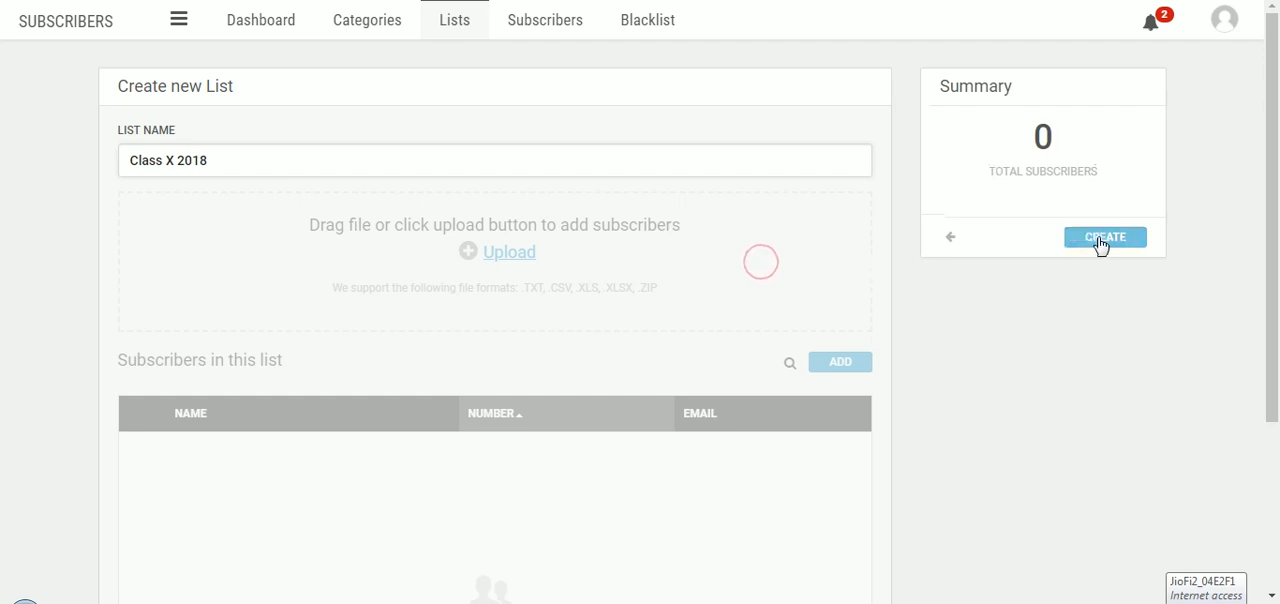 SUBSCRIBERS Dashboard Categories Lists Subscribers Blacklist 2
Create new List
Summary
LIST NAME
Class X 2018
0
TOTAL SUBSCRIBERS
CREATE
Drag file or click upload button to add subscribers
Upload
We support the following file formats: .TXT, .CSV, .XLS, .XLSX, .ZIP
Subscribers in this list
ADD
NAME NUMBER EMAIL
JioFi2_04E2F1
Internet access